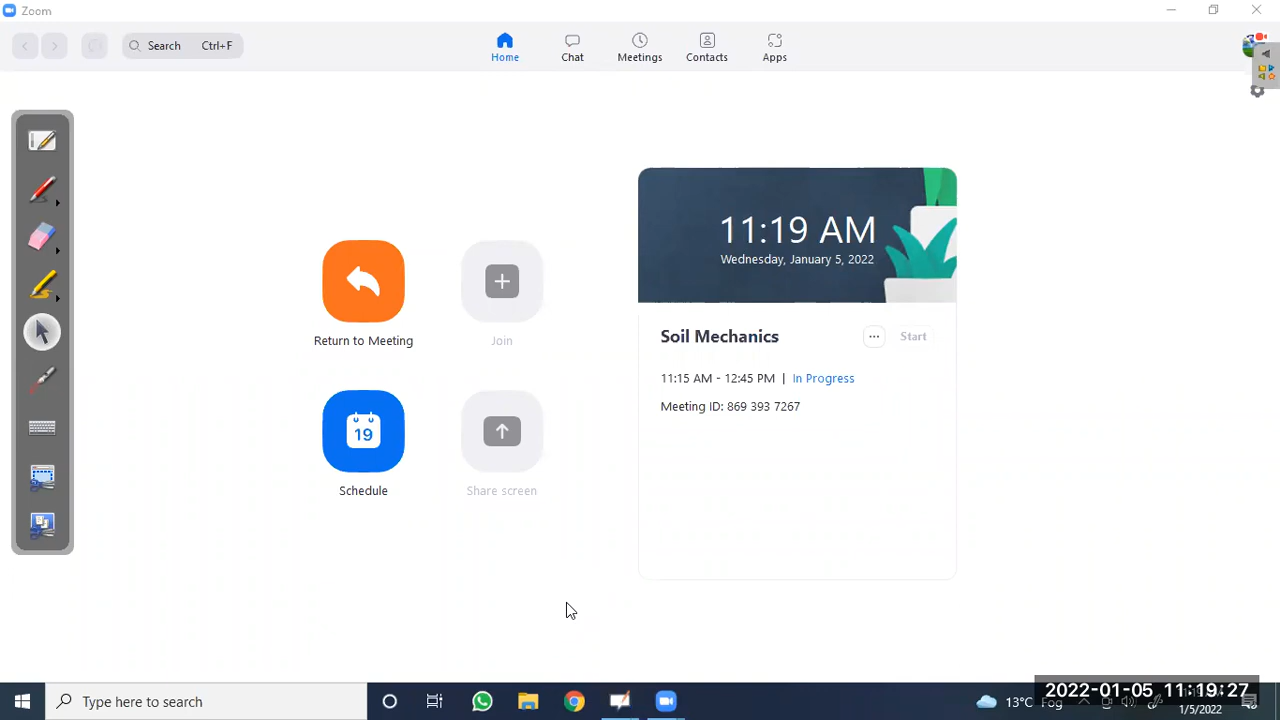 Zoom
Search Ctrl+F
Home
Chat
Meetings
Contacts
Apps
11:19 AM
Wednesday, January 5, 2022
Return to Meeting
Join
Soil Mechanics
Start
11:15 AM - 12:45 PM | In Progress
Meeting ID: 869 393 7267
19
Schedule
Share screen
Type here to search
13°C Fog
2022-01-05 11:19:27
1/5/2022